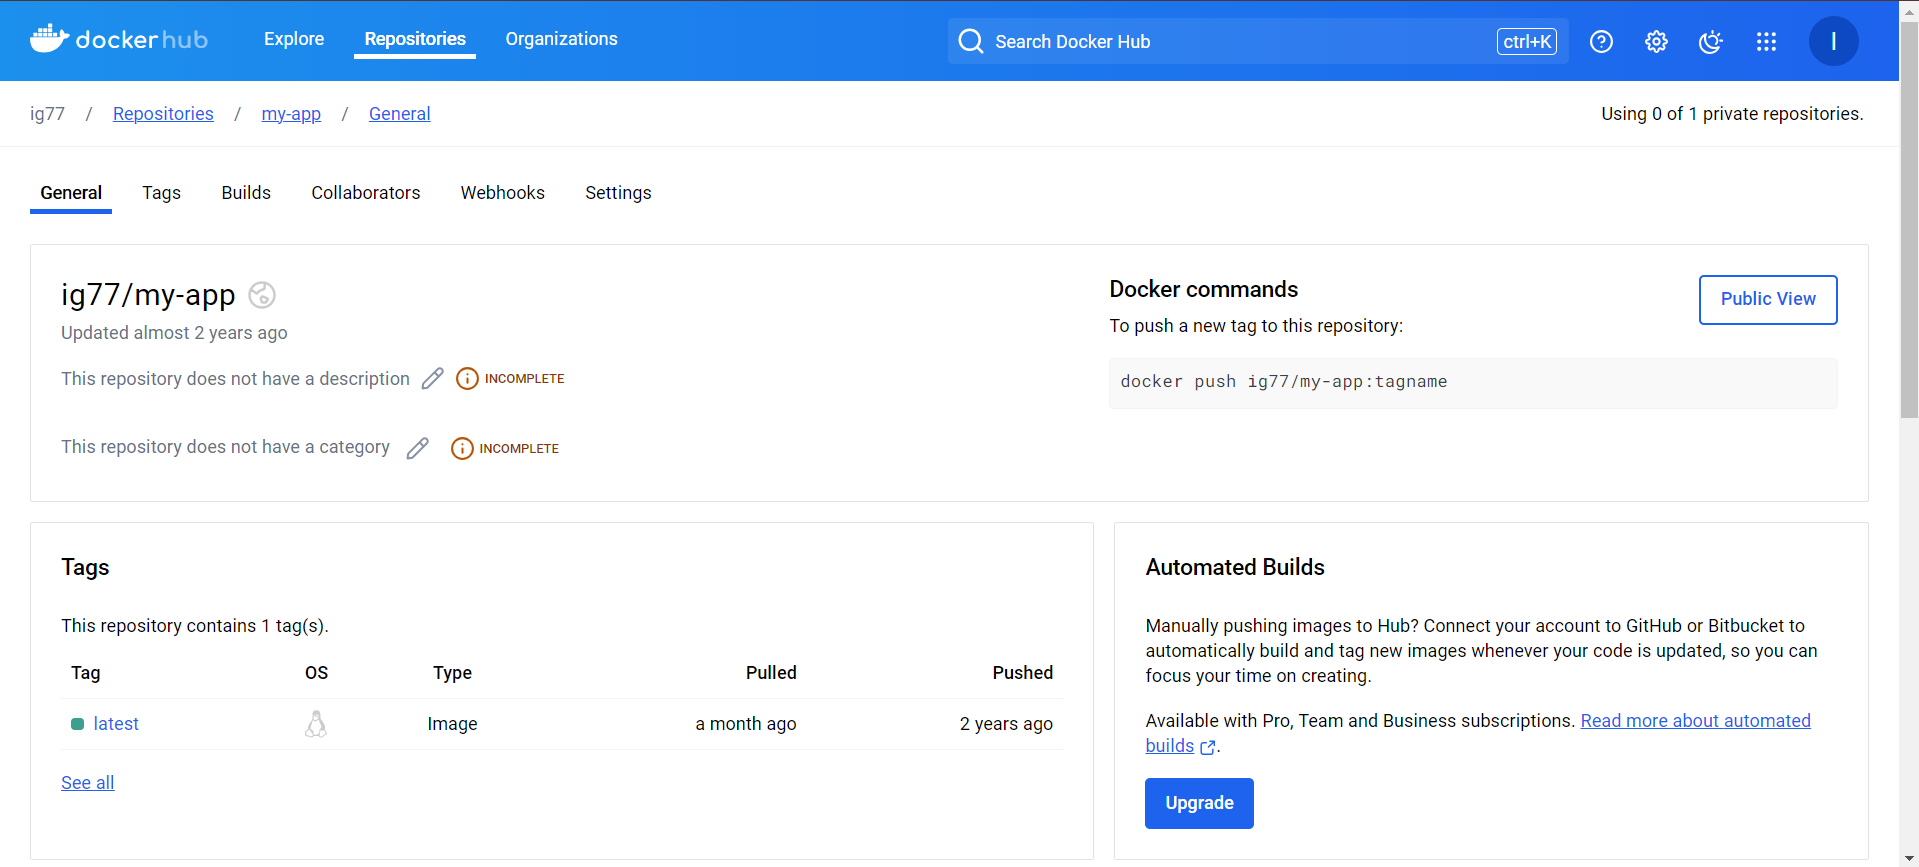 dockerhub Explore Repositories Organizations Search Docker Hub ctrl+K I
ig77 / Repositories / my-app / General Using 0 of 1 private repositories.
General Tags Builds Collaborators Webhooks Settings
ig77/my-app
Updated almost 2 years ago
This repository does not have a description INCOMPLETE
This repository does not have a category INCOMPLETE
Docker commands
Public View
To push a new tag to this repository:
docker push ig77/my-app:tagname
Tags
This repository contains 1 tag(s).
Tag OS Type Pulled Pushed
latest Image a month ago 2 years ago
See all
Automated Builds
Manually pushing images to Hub? Connect your account to GitHub or Bitbucket to
automatically build and tag new images whenever your code is updated, so you can
focus your time on creating.
Available with Pro, Team and Business subscriptions. Read more about automated
builds.
Upgrade